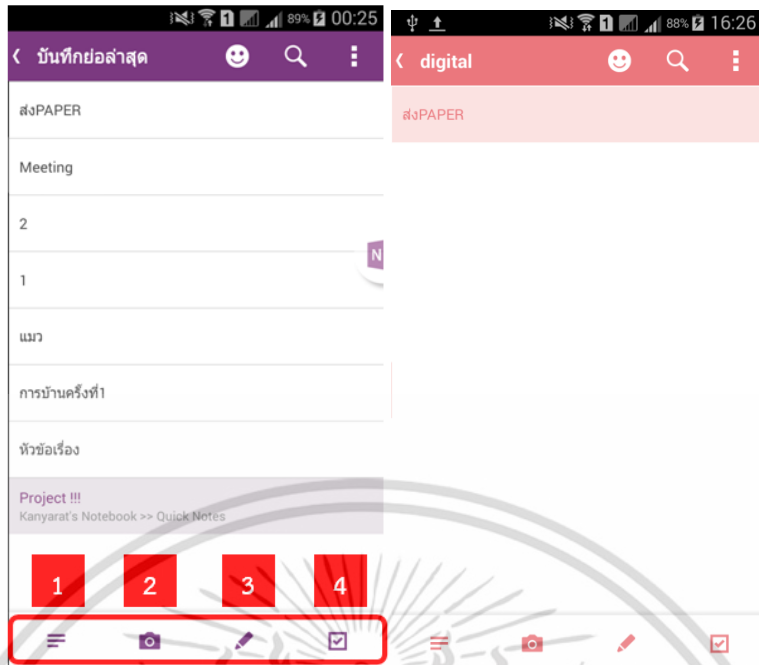 89% 00:25
บันทึกย่อล่าสุด
ส่งPAPER
Meeting
2
1
N
แมว
การบ้านครั้งที่1
หัวข้อเรื่อง
Project !!!
Kanyarat's Notebook >> Quick Notes
1 2 3 4
1 88% 16:26
digital
ส่งPAPER